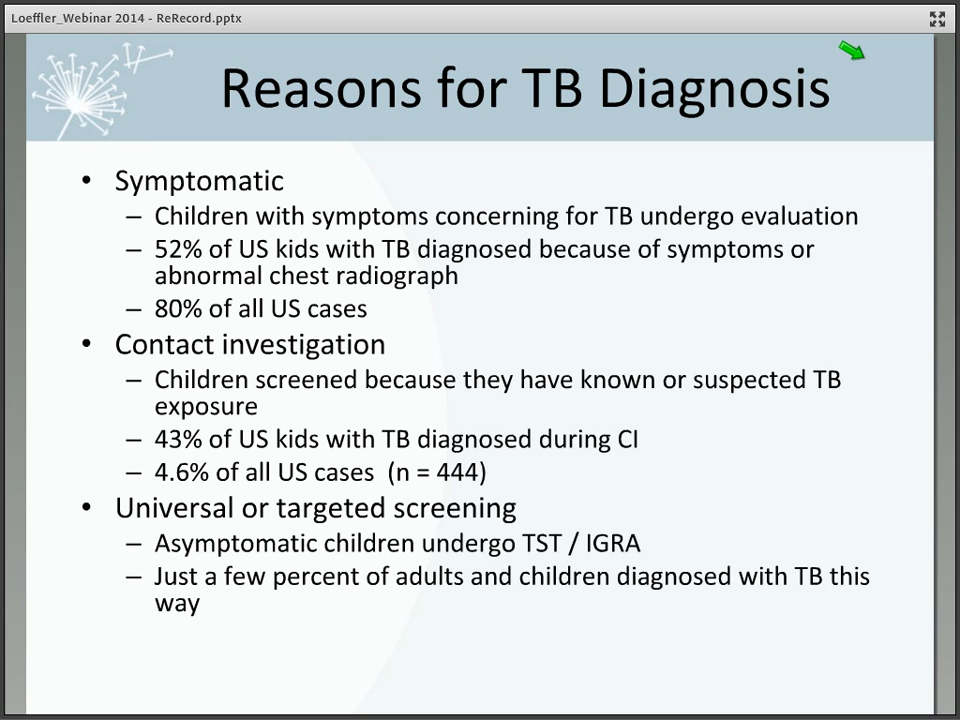 Loeffler_Webinar 2014 - ReRecord.pptx
Reasons for TB Diagnosis
• Symptomatic
– Children with symptoms concerning for TB undergo evaluation
– 52% of US kids with TB diagnosed because of symptoms or
abnormal chest radiograph
– 80% of all US cases
• Contact investigation
– Children screened because they have known or suspected TB
exposure
– 43% of US kids with TB diagnosed during CI
– 4.6% of all US cases  (n = 444)
• Universal or targeted screening
– Asymptomatic children undergo TST / IGRA
– Just a few percent of adults and children diagnosed with TB this
way